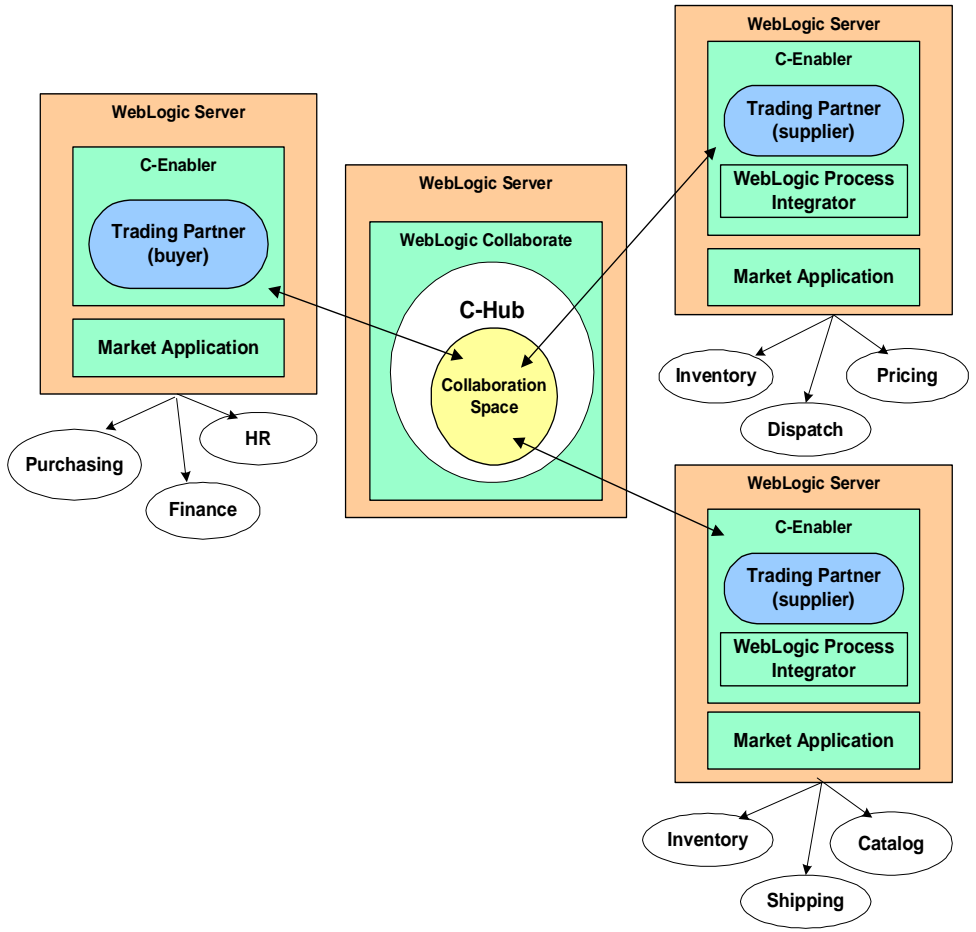 WebLogic Server
C-Enabler
Trading Partner
(buyer)
Market Application
Purchasing
HR
Finance
WebLogic Server
WebLogic Collaborate
C-Hub
Collaboration
Space
WebLogic Server
C-Enabler
Trading Partner
(supplier)
WebLogic Process
Integrator
Market Application
Inventory
Pricing
Dispatch
WebLogic Server
C-Enabler
Trading Partner
(supplier)
WebLogic Process
Integrator
Market Application
Inventory
Catalog
Shipping